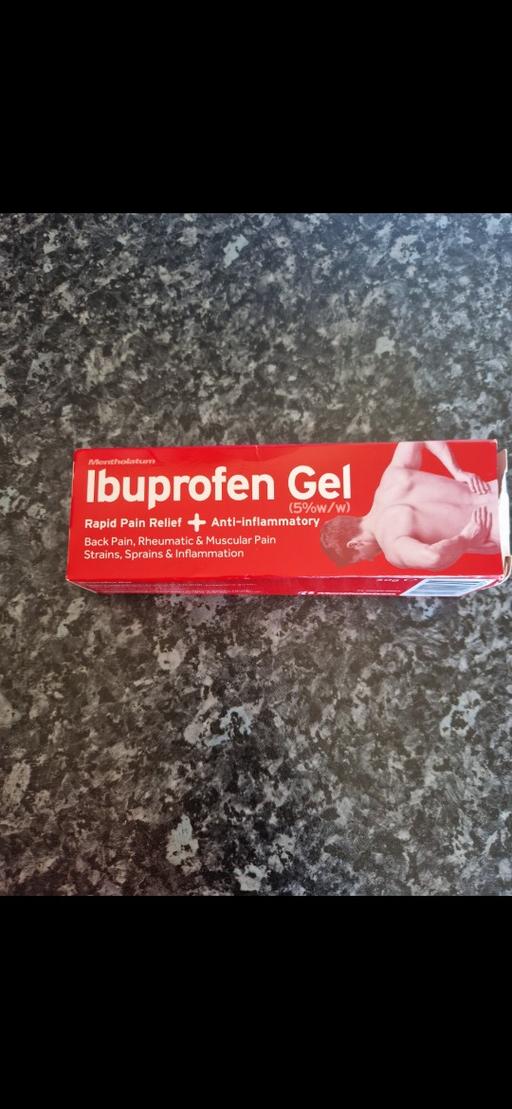 Mentholatum
Ibuprofen Gel
(5%w/w)
Rapid Pain Relief + Anti-inflammatory
Back Pain, Rheumatic & Muscular Pain
Strains, Sprains & Inflammation